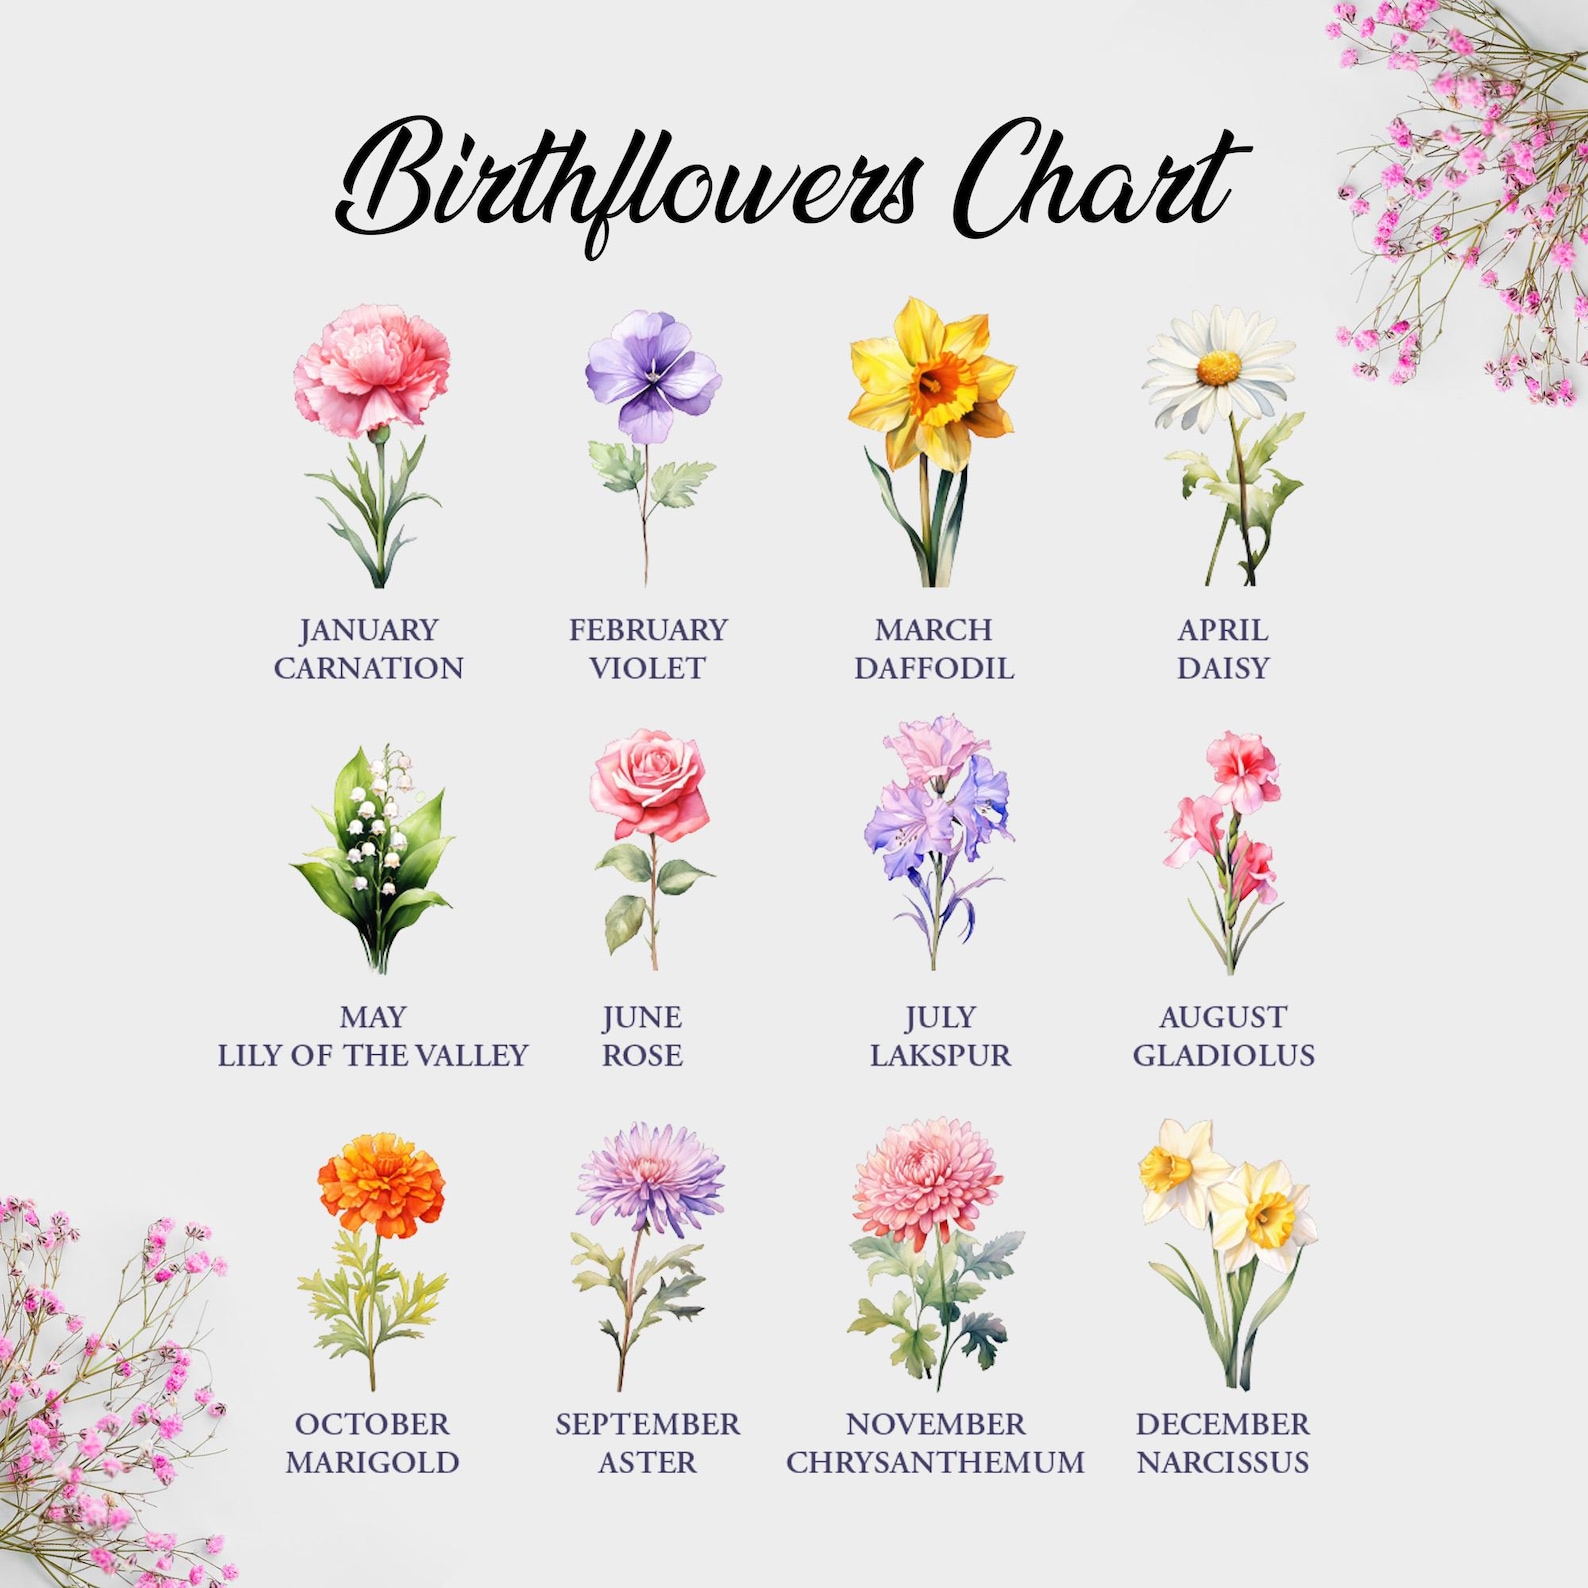 Birthflowers Chart
JANUARY
CARNATION
FEBRUARY
VIOLET
MARCH
DAFFODIL
APRIL
DAISY
MAY
LILY OF THE VALLEY
JUNE
ROSE
JULY
LAKSPUR
AUGUST
GLADIOLUS
OCTOBER
MARIGOLD
SEPTEMBER
ASTER
NOVEMBER
CHRYSANTHEMUM
DECEMBER
NARCISSUS